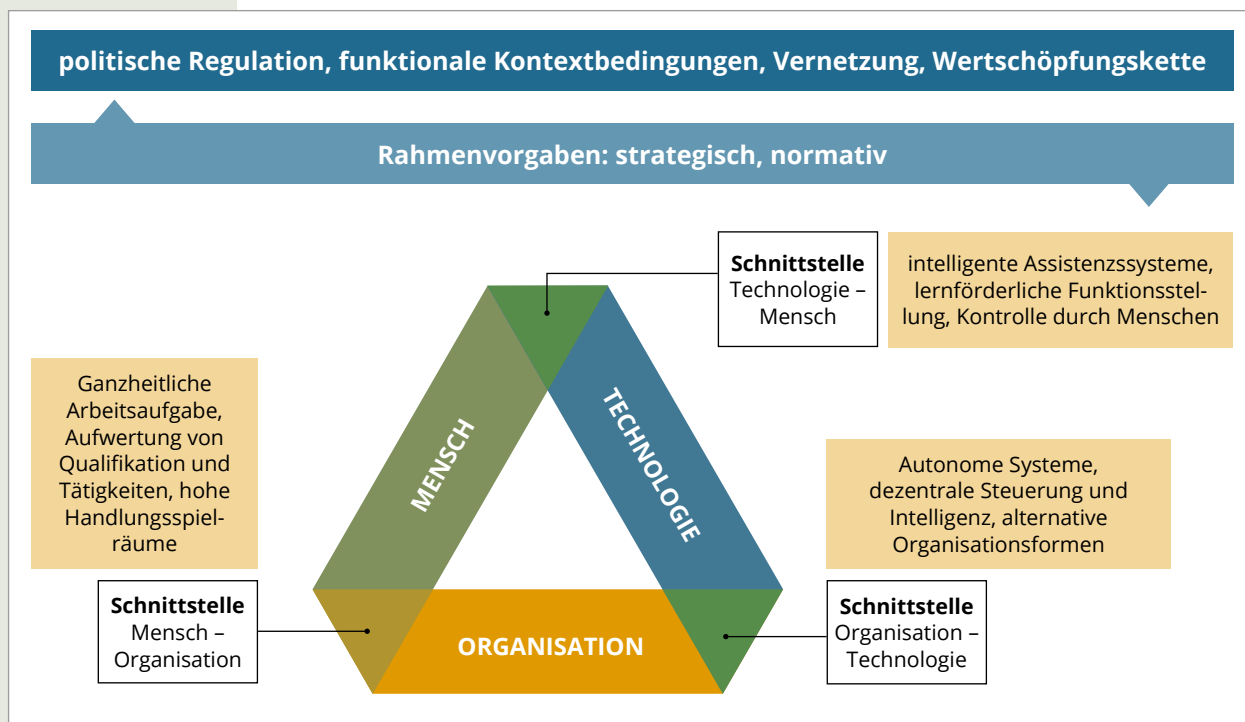 politische Regulation, funktionale Kontextbedingungen, Vernetzung, Wertschöpfungskette
Rahmenvorgaben: strategisch, normativ
Schnittstelle
Technologie –
Mensch
intelligente Assistenzssysteme,
lernförderliche Funktionsstel-
lung, Kontrolle durch Menschen
Ganzheitliche
Arbeitsaufgabe,
Aufwertung von
Qualifikation und
Tätigkeiten, hohe
Handlungsspiel-
räume
MENSCH
TECHNOLOGIE
Autonome Systeme,
dezentrale Steuerung und
Intelligenz, alternative
Organisationsformen
Schnittstelle
Mensch –
Organisation
ORGANISATION
Schnittstelle
Organisation –
Technologie